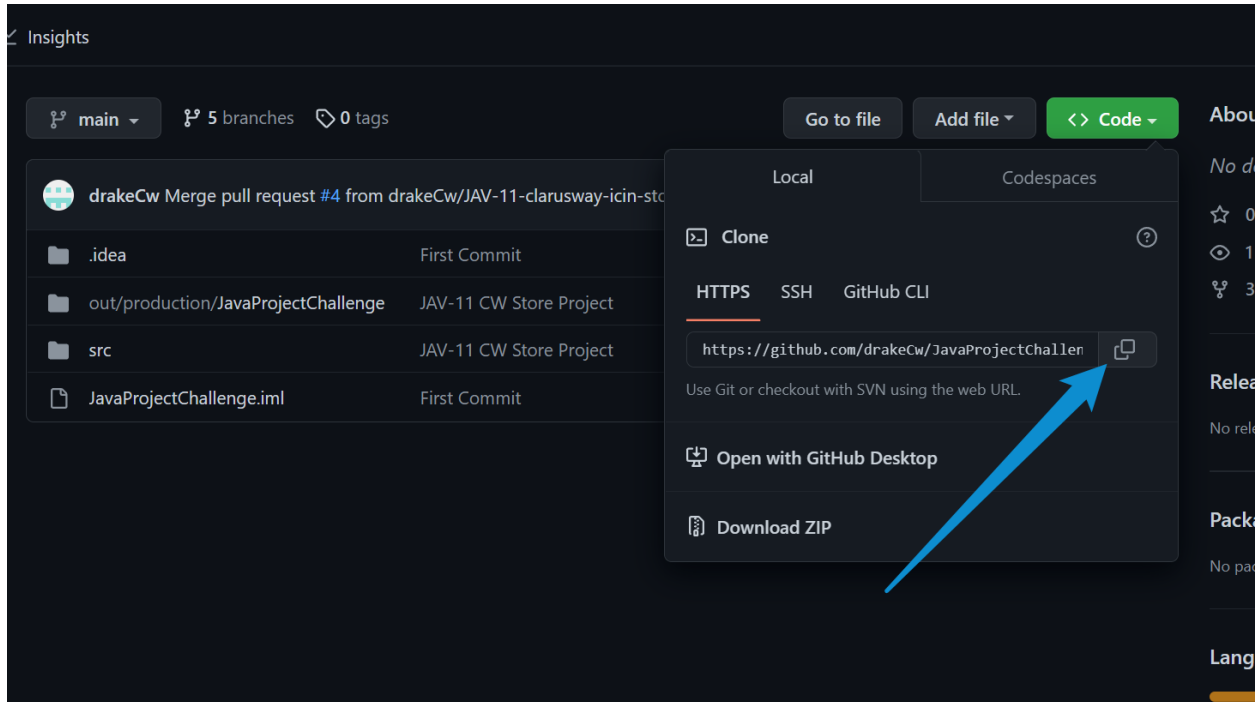 Insights
main 5 branches 0 tags Go to file Add file <> Code
drakeCw Merge pull request #4 from drakeCw/JAV-11-clarusway-icin-sto
.idea First Commit
out/production/JavaProjectChallenge JAV-11 CW Store Project
src JAV-11 CW Store Project
JavaProjectChallenge.iml First Commit
Local Codespaces
Clone
HTTPS SSH GitHub CLI
https://github.com/drakeCw/JavaProjectChallen
Use Git or checkout with SVN using the web URL.
Open with GitHub Desktop
Download ZIP
Abou
No de
0
1
3
Relea
No rele
Packa
No pac
Lang